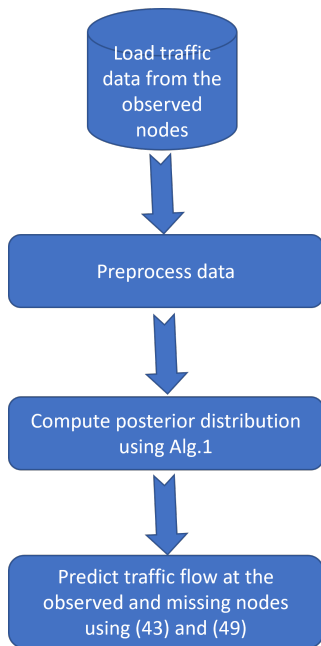 Load traffic
data from the
observed
nodes
Preprocess data
Compute posterior distribution
using Alg.1
Predict traffic flow at the
observed and missing nodes
using (43) and (49)